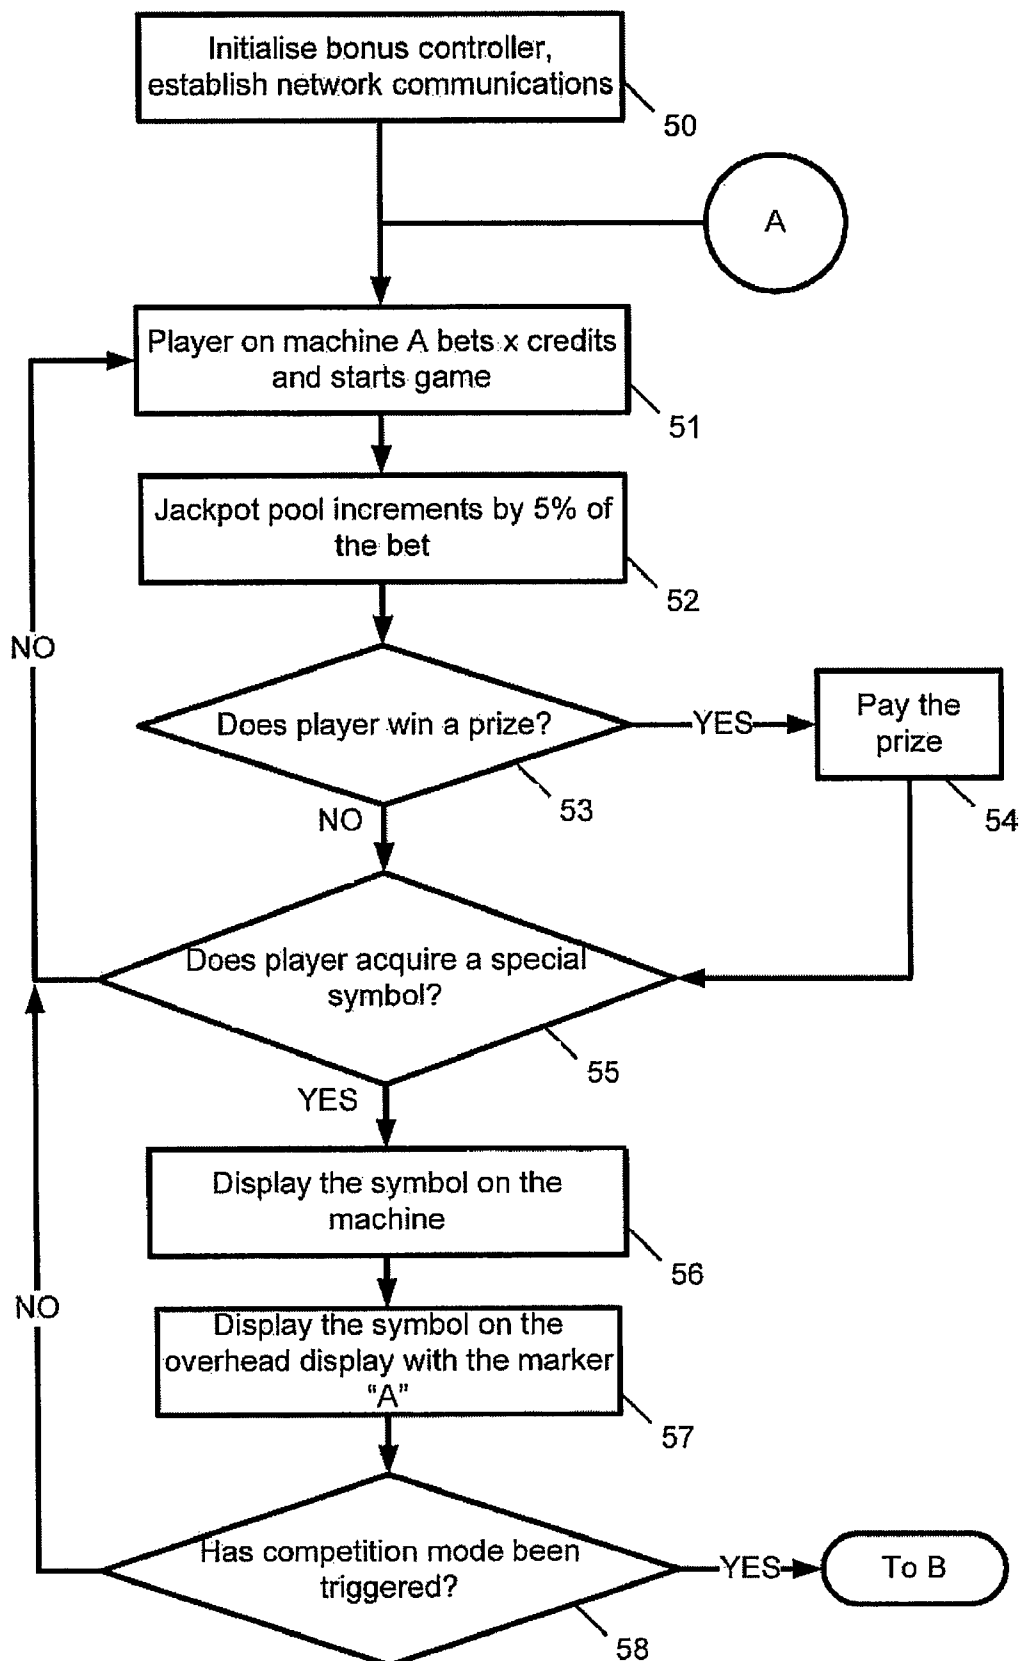 Initialise bonus controller,
establish network communications
50
A
Player on machine A bets x credits
and starts game
51
Jackpot pool increments by 5% of
the bet
52
NO
Does player win a prize?
YES
Pay the
prize
53
54
NO
Does player acquire a special
symbol?
55
YES
Display the symbol on the
machine
56
NO
Display the symbol on the
overhead display with the marker
“A”
57
Has competition mode been
triggered?
YES
To B
58